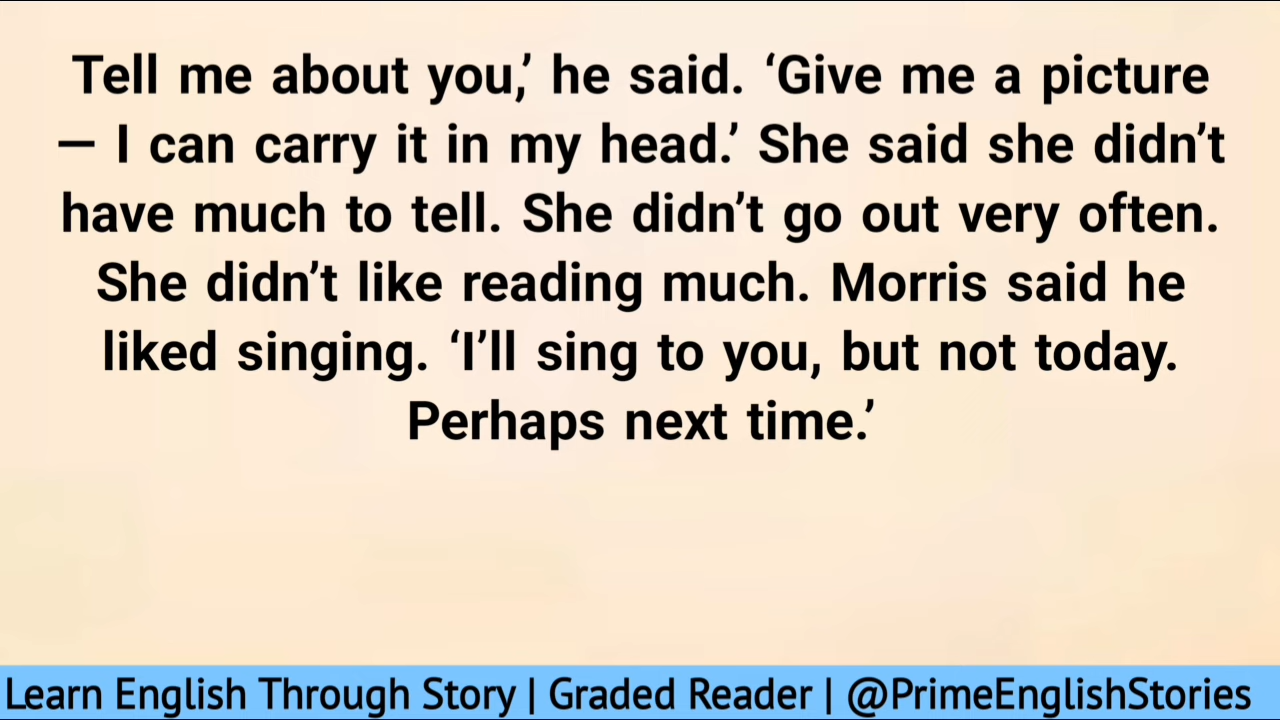 Tell me about you,’ he said. ‘Give me a picture
– I can carry it in my head.’ She said she didn’t
have much to tell. She didn’t go out very often.
She didn’t like reading much. Morris said he
liked singing. ‘I’ll sing to you, but not today.
Perhaps next time.’
Learn English Through Story | Graded Reader | @PrimeEnglishStories